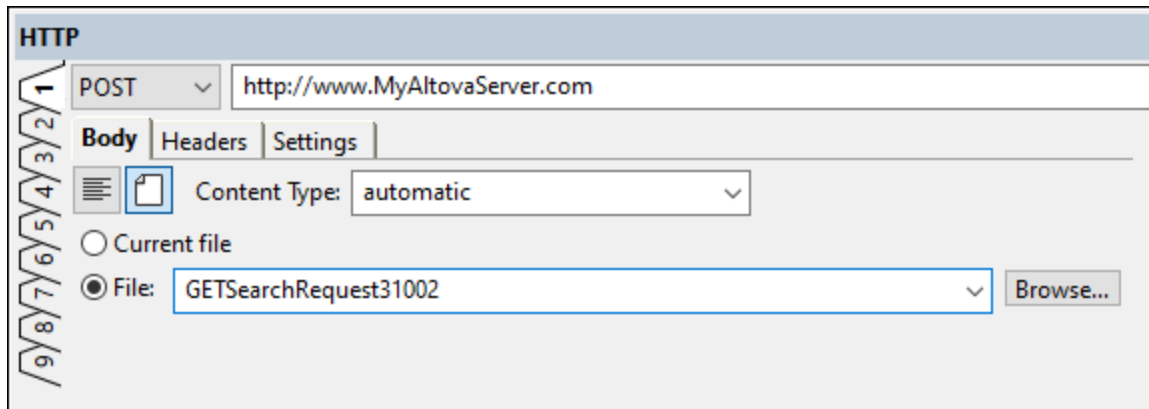 HTTP
POST http://www.MyAltovaServer.com
Body Headers Settings
Content Type: automatic
Current file
File: GETSearchRequest31002 Browse...
1
2
3
4
5
6
7
8
9